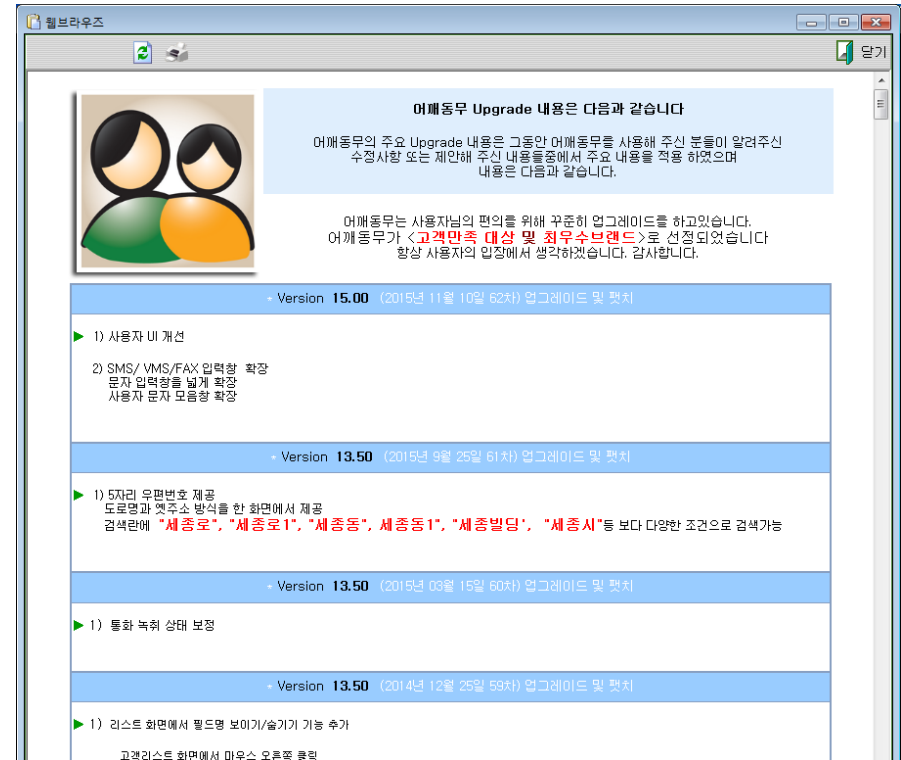 웹브라우즈
닫기
어깨동무 Upgrade 내용은 다음과 같습니다
어깨동무의 주요 Upgrade 내용은 그동안 어깨동무를 사용해 주신 분들이 알려주신
수정사항 또는 제안해 주신 내용들중에서 주요 내용을 적용 하였으며
내용은 다음과 같습니다.
어깨동무는 사용자님의 편의를 위해 꾸준히 업그레이드를 하고있습니다.
어깨동무가 <고객만족 대상 및 최우수브랜드>로 선정되었습니다
항상 사용자의 입장에서 생각하겠습니다. 감사합니다.
* Version 15.00 (2015년 11월 10일 62차) 업그레이드 및 팻치
1) 사용자 UI 개선
2) SMS/ VMS/FAX 입력창 확장
문자 입력창을 넓게 확장
사용자 문자 모음창 확장
* Version 13.50 (2015년 9월 25일 61차) 업그레이드 및 팻치
1) 5자리 우편번호 제공
도로명과 옛주소 방식을 한 화면에서 제공
검색란에 "세종로", "세종로1", "세종동", 세종동1", "세종빌딩', "세종시"등 보다 다양한 조건으로 검색가능
* Version 13.50 (2015년 03월 15일 60차) 업그레이드 및 팻치
1) 통화 녹취 상태 보정
* Version 13.50 (2014년 12월 25일 59차) 업그레이드 및 팻치
1) 리스트 화면에서 필드명 보이기/숨기기 기능 추가
고객리스트 화면에서 마우스 오른쪽 클릭